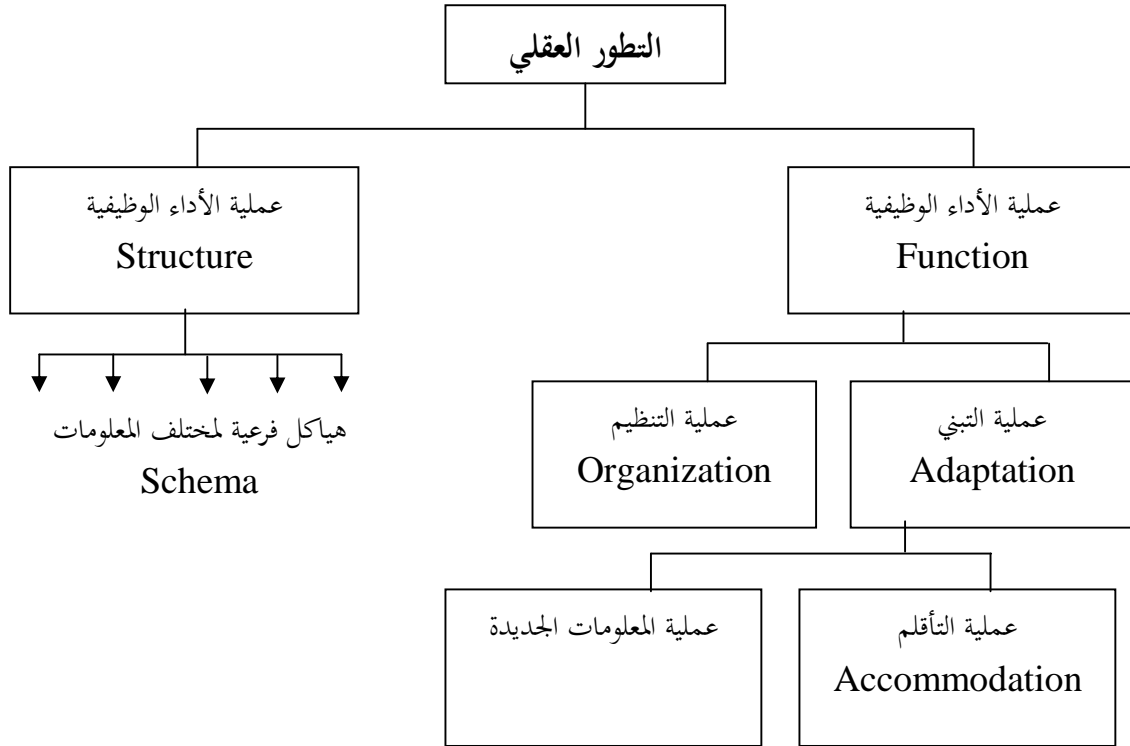 التطور العقلي
عملية الأداء الوظيفية
Structure
عملية الأداء الوظيفية
Function
هياكل فرعية لمختلف المعلومات
Schema
عملية التنظيم
Organization
عملية التبني
Adaptation
عملية المعلومات الجديدة
عملية التأقلم
Accommodation